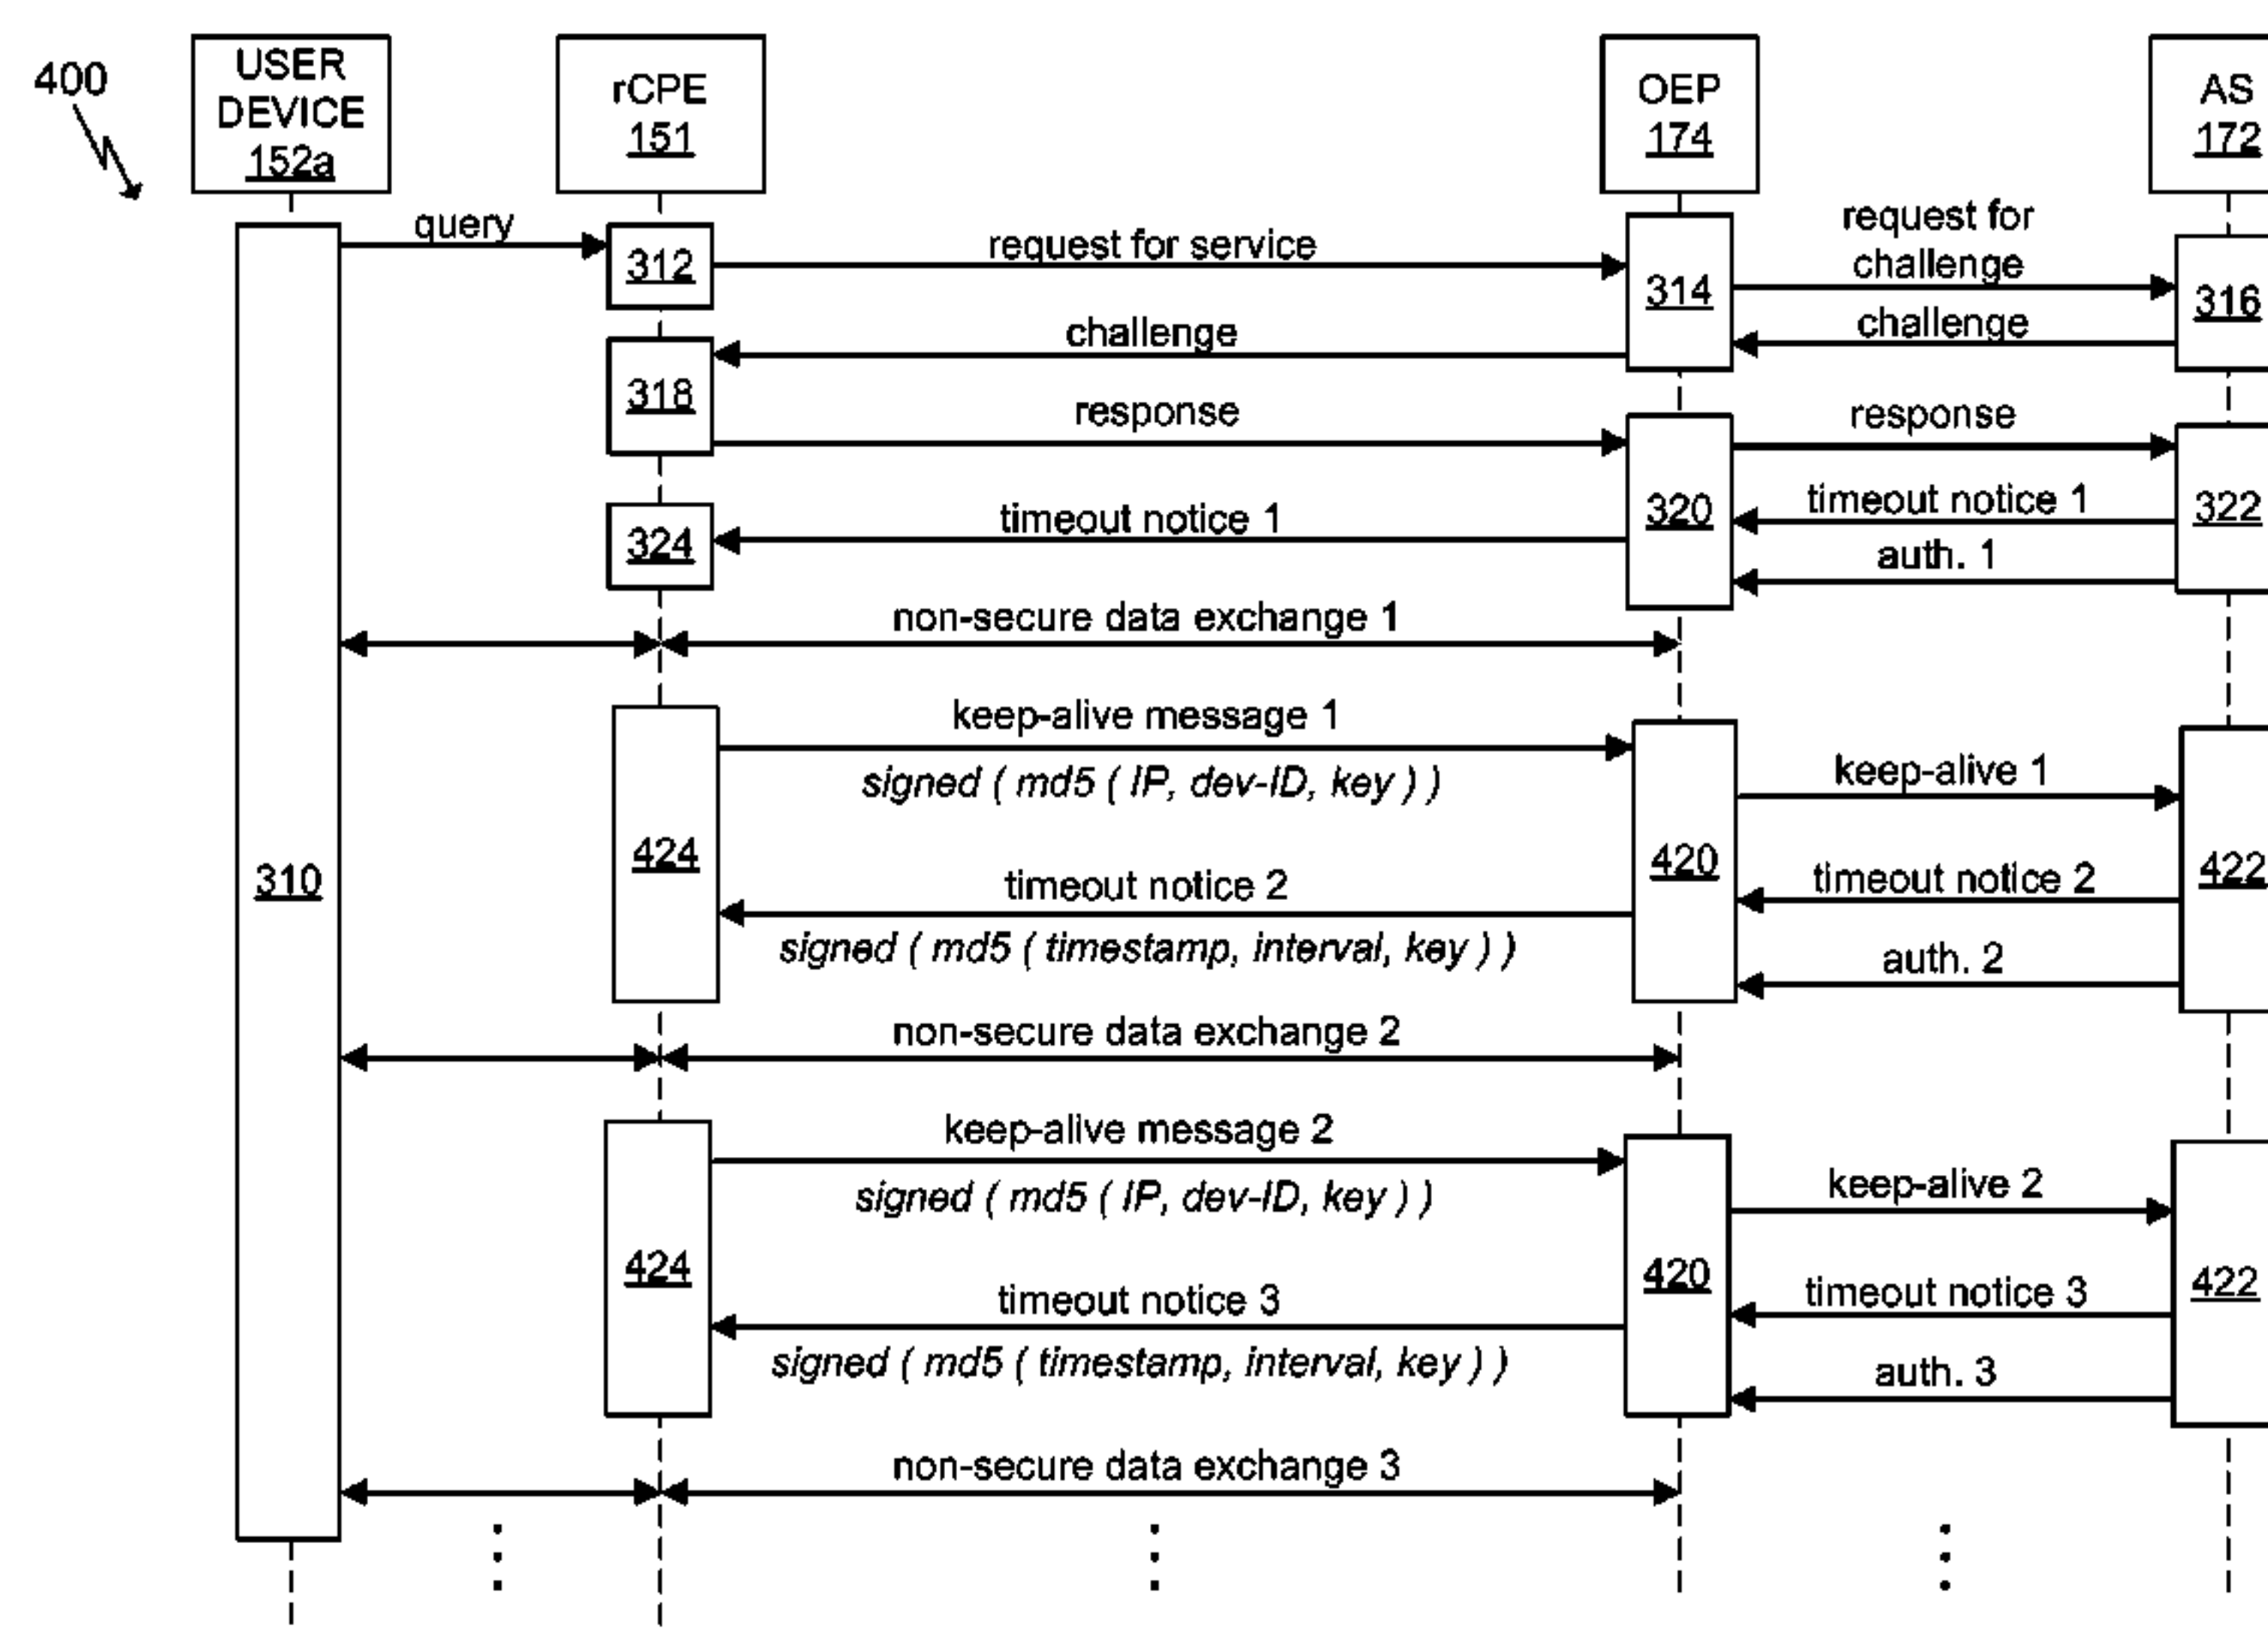 400
USER
DEVICE
152a
rCPE
151
OEP
174
AS
172
query
request for service
request for
challenge
312
314
316
challenge
challenge
318
response
response
320
322
timeout notice 1
timeout notice 1
324
auth. 1
non-secure data exchange 1
keep-alive message 1
signed ( md5 ( IP, dev-ID, key ) )
keep-alive 1
310
424
420
422
timeout notice 2
timeout notice 2
signed ( md5 ( timestamp, interval, key ) )
auth. 2
non-secure data exchange 2
keep-alive message 2
signed ( md5 ( IP, dev-ID, key ) )
keep-alive 2
424
420
422
timeout notice 3
timeout notice 3
signed ( md5 ( timestamp, interval, key ) )
auth. 3
non-secure data exchange 3